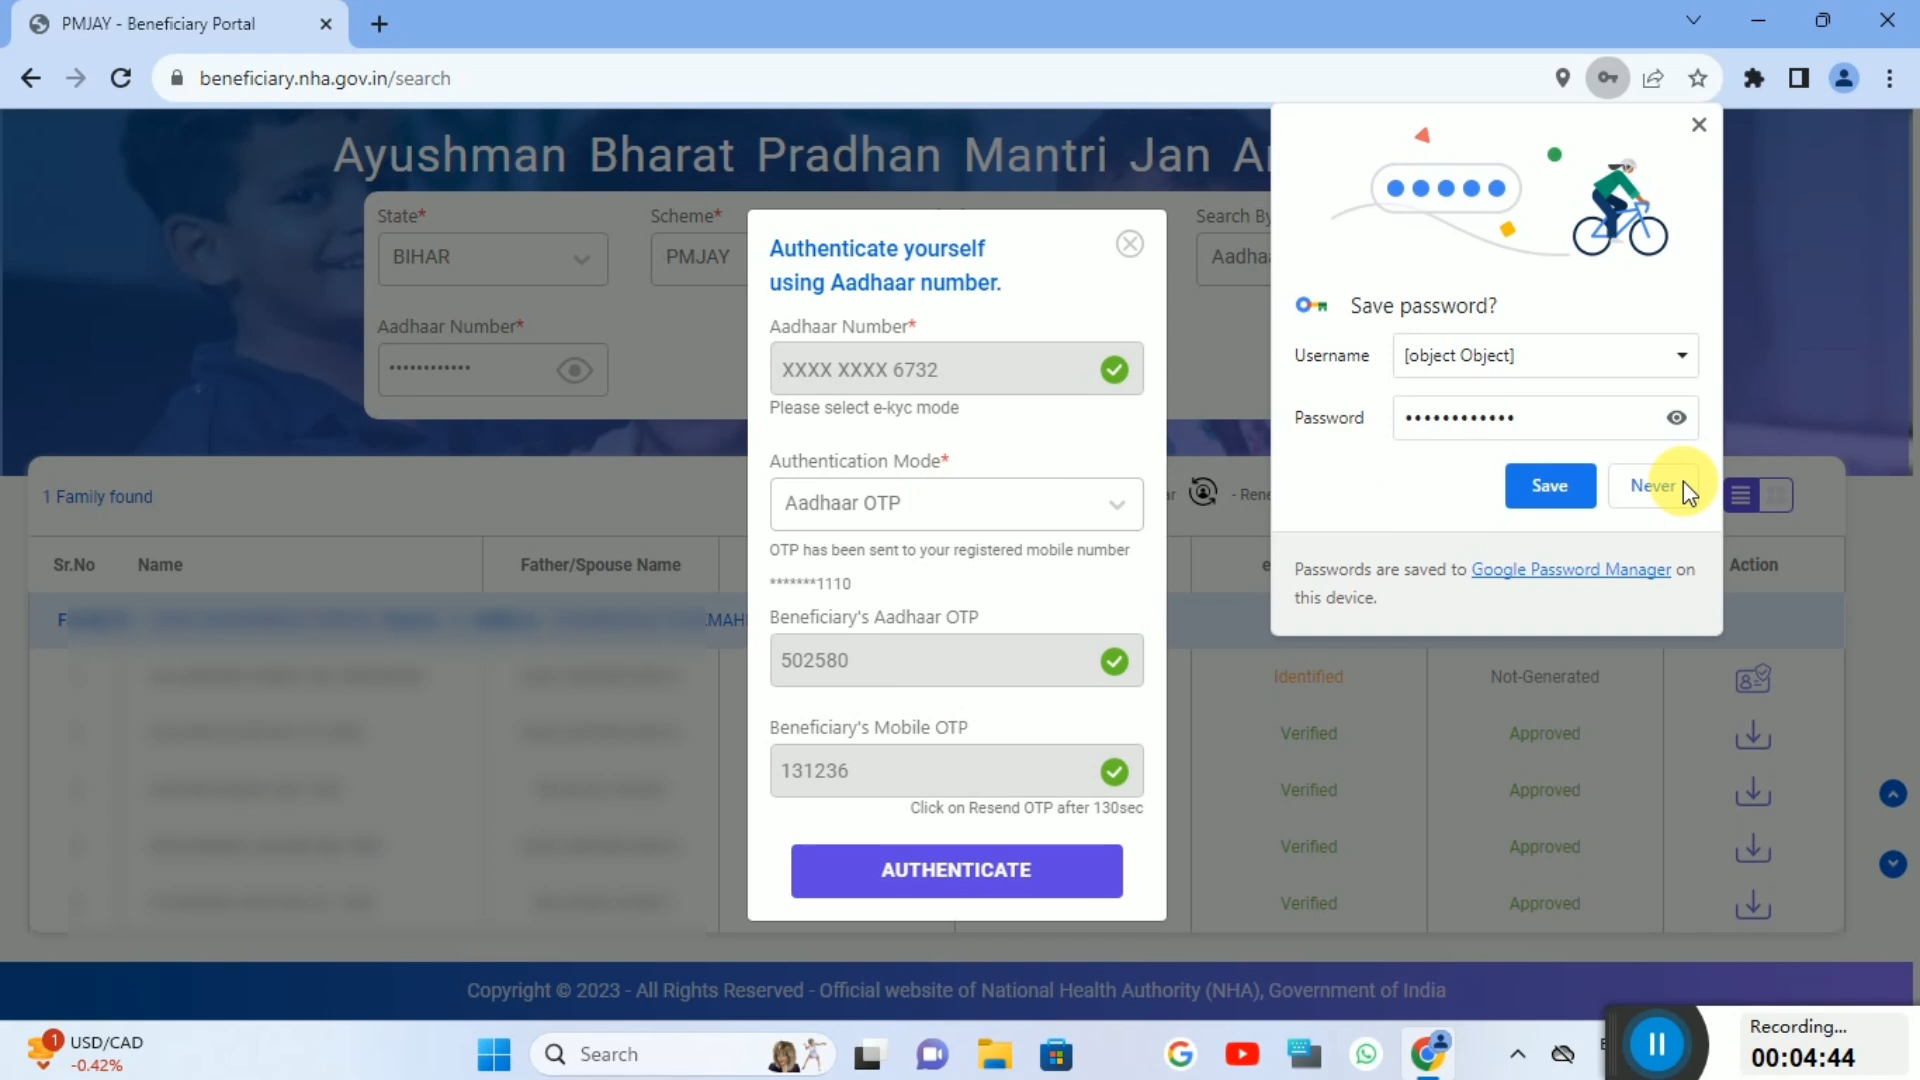 PMJAY - Beneficiary Portal
beneficiary.nha.gov.in/search
Ayushman Bharat Pradhan Mantri Jan
State*
Scheme*
Search By
BIHAR
PMJAY
Aadhaar Number*
••••••••••••
Authenticate yourself
using Aadhaar number.
Aadhaar Number*
XXXX XXXX 6732
Please select e-kyc mode
Authentication Mode*
Aadhaar OTP
OTP has been sent to your registered mobile number
*******1110
Beneficiary's Aadhaar OTP
502580
Beneficiary's Mobile OTP
131236
Click on Resend OTP after 130sec
AUTHENTICATE
Save password?
Username
[object Object]
Password
••••••••••••
Save
Never
Passwords are saved to Google Password Manager on
this device.
1 Family found
Sr.No Name Father/Spouse Name Action
Identified Not-Generated
Verified Approved
Verified Approved
Verified Approved
Verified Approved
Copyright © 2023 - All Rights Reserved - Official website of National Health Authority (NHA), Government of India
1
USD/CAD
-0.42%
Search
Recording...
00:04:44